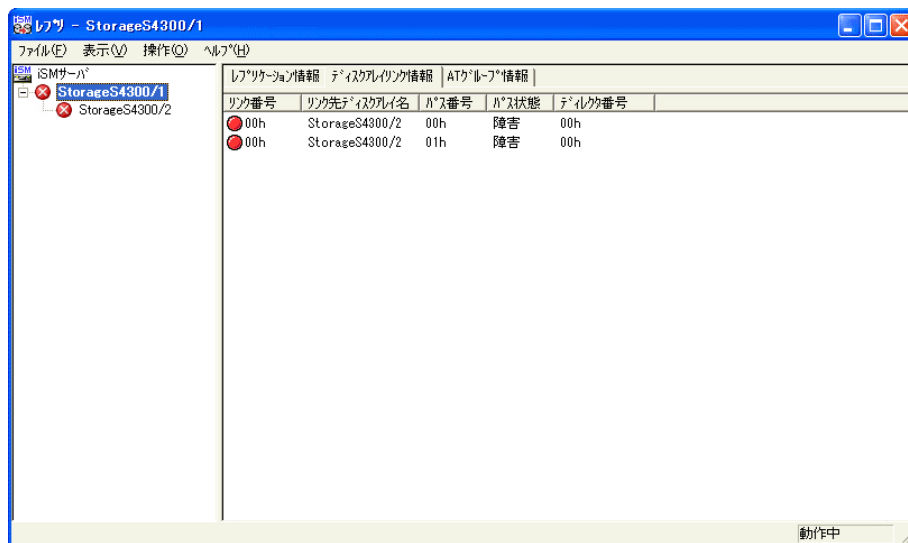 ﾚﾌﾟﾘ - StorageS4300/1
ﾌｧｲﾙ(F) 表示(V) 操作(O) ﾍﾙﾌﾟ(H)
iSM iSMｻｰﾊﾞ
StorageS4300/1
StorageS4300/2
ﾚﾌﾟﾘｹｰｼｮﾝ情報 ﾃﾞｨｽｸｱﾚｲﾘﾝｸ情報 ATｸﾞﾙｰﾌﾟ情報
ﾘﾝｸ番号 ﾘﾝｸ先ﾃﾞｨｽｸｱﾚｲ名 ﾊﾟｽ番号 ﾊﾟｽ状態 ﾃﾞｨﾚｸﾀ番号
00h StorageS4300/2 00h 障害 00h
00h StorageS4300/2 01h 障害 00h
動作中